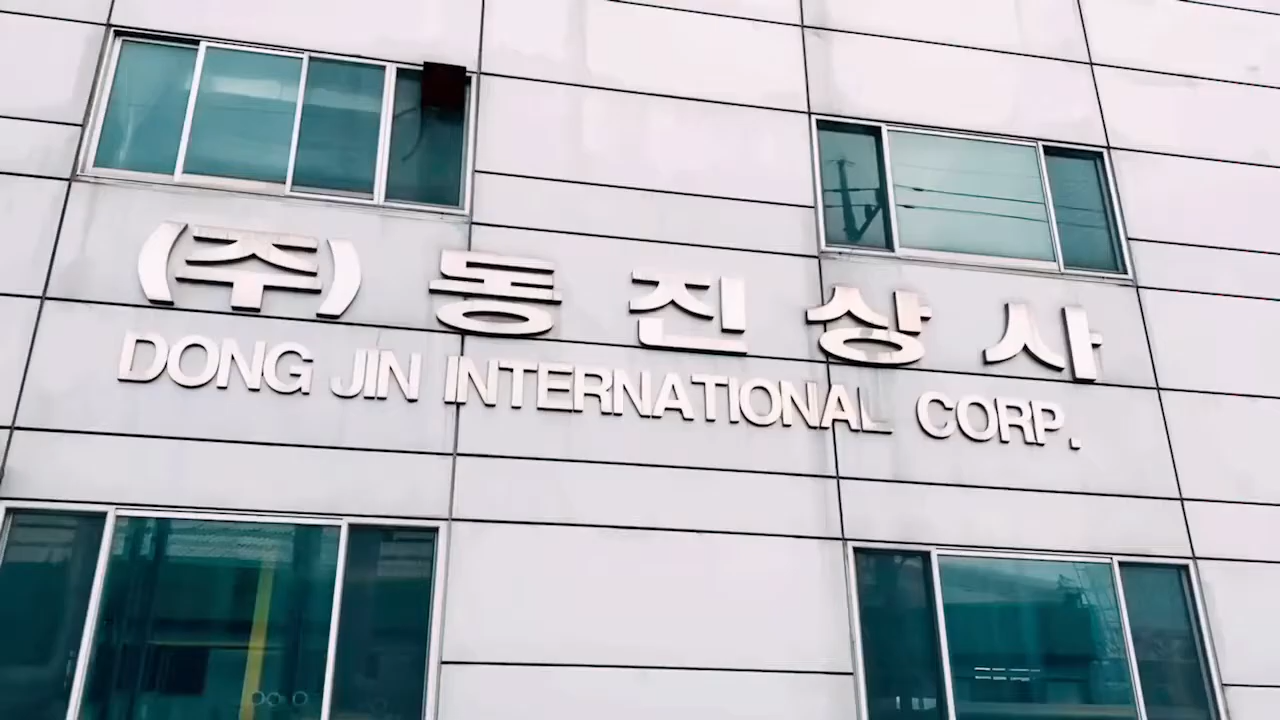 (주) 동진상사
DONG JIN INTERNATIONAL CORP.